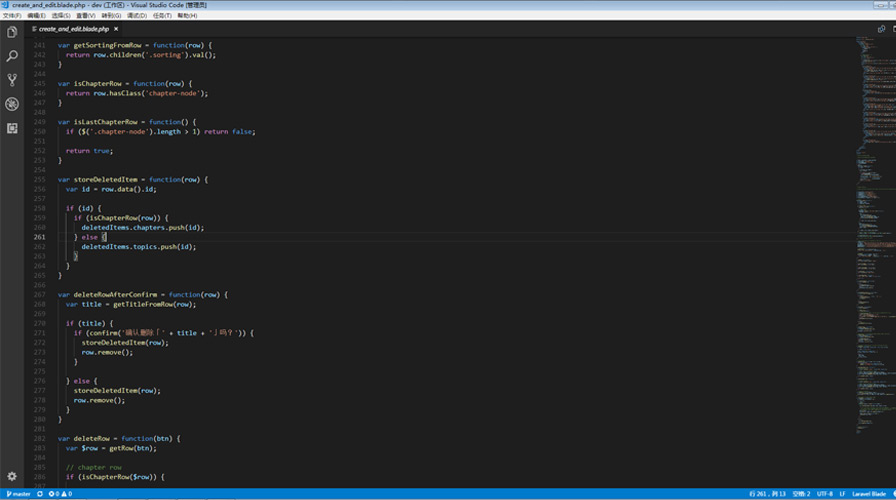 create_and_edit.blade.php - dev (工作区) - Visual Studio Code [管理员]
文件(F) 编辑(E) 选择(S) 查看(V) 转到(G) 调试(D) 任务(T) 帮助(H)
create_and_edit.blade.php ×
241 var getSortingFromRow = function(row) {
242 return row.children('.sorting').val();
243 }
244
245 var isChapterRow = function(row) {
246 return row.hasClass('chapter-node');
247 }
248
249 var isLastChapterRow = function() {
250 if ($('.chapter-node').length > 1) return false;
251
252 return true;
253 }
254
255 var storeDeletedItem = function(row) {
256 var id = row.data().id;
257
258 if (id) {
259 if (isChapterRow(row)) {
260 deletedItems.chapters.push(id);
261 } else {
262 deletedItems.topics.push(id);
263 }
264 }
265 }
266
267 var deleteRowAfterConfirm = function(row) {
268 var title = getTitleFromRow(row);
269
270 if (title) {
271 if (confirm('确认删除「' + title + '」吗？')) {
272 storeDeletedItem(row);
273 row.remove();
274 }
275
276 } else {
277 storeDeletedItem(row);
278 row.remove();
279 }
280 }
281
282 var deleteRow = function(btn) {
283 var $row = getRow(btn);
284
285 // chapter row
286 if (isChapterRow($row)) {
master 0 0 行 261，列 13 空格: 2 UTF-8 LF Laravel Blade